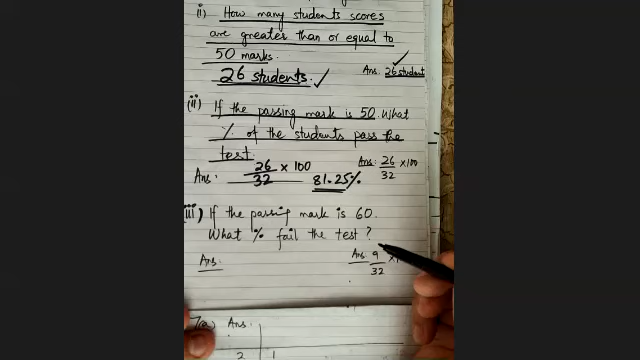 (i) How many students scores
are greater than or equal to
50 marks.
26 students ✓
Ans. 26 student ✓
(ii) If the passing mark is 50. What
% of the students pass the
test
Ans: 26/32 × 100
81.25%
Ans: 26/32 × 100
(iii) If the passing mark is 60.
What % fail the test?
Ans:
Ans: 9/32 ×
Ans:
2 1